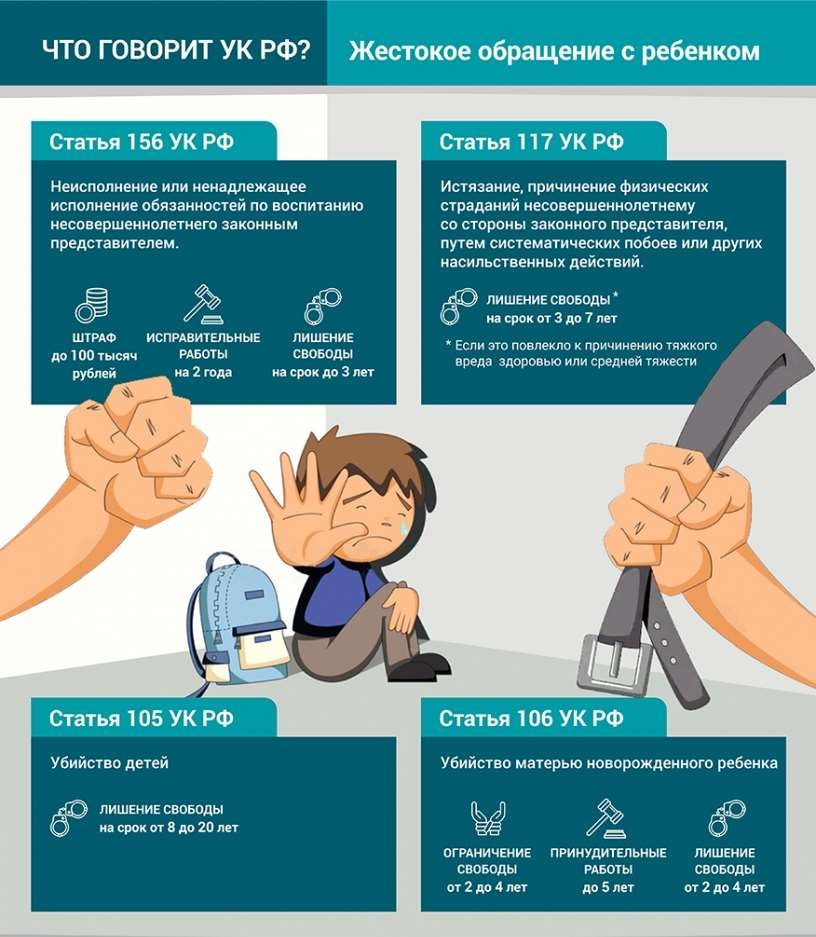 ЧТО ГОВОРИТ УК РФ?
Жестокое обращение с ребенком
Статья 156 УК РФ
Неисполнение или ненадлежащее
исполнение обязанностей по воспитанию
несовершеннолетнего законным
представителем.
ШТРАФ
до 100 тысяч
рублей
ИСПРАВИТЕЛЬНЫЕ
РАБОТЫ
на 2 года
ЛИШЕНИЕ
СВОБОДЫ
на срок до 3 лет
Статья 117 УК РФ
Истязание, причинение физических
страданий несовершеннолетнему
со стороны законного представителя,
путем систематических побоев или других
насильственных действий.
ЛИШЕНИЕ СВОБОДЫ *
на срок от 3 до 7 лет
* Если это повлекло к причинению тяжкого
вреда здоровью или средней тяжести
Статья 105 УК РФ
Убийство детей
ЛИШЕНИЕ СВОБОДЫ
на срок от 8 до 20 лет
Статья 106 УК РФ
Убийство матерью новорожденного ребенка
ОГРАНИЧЕНИЕ
СВОБОДЫ
от 2 до 4 лет
ПРИНУДИТЕЛЬНЫЕ
РАБОТЫ
до 5 лет
ЛИШЕНИЕ
СВОБОДЫ
от 2 до 4 лет